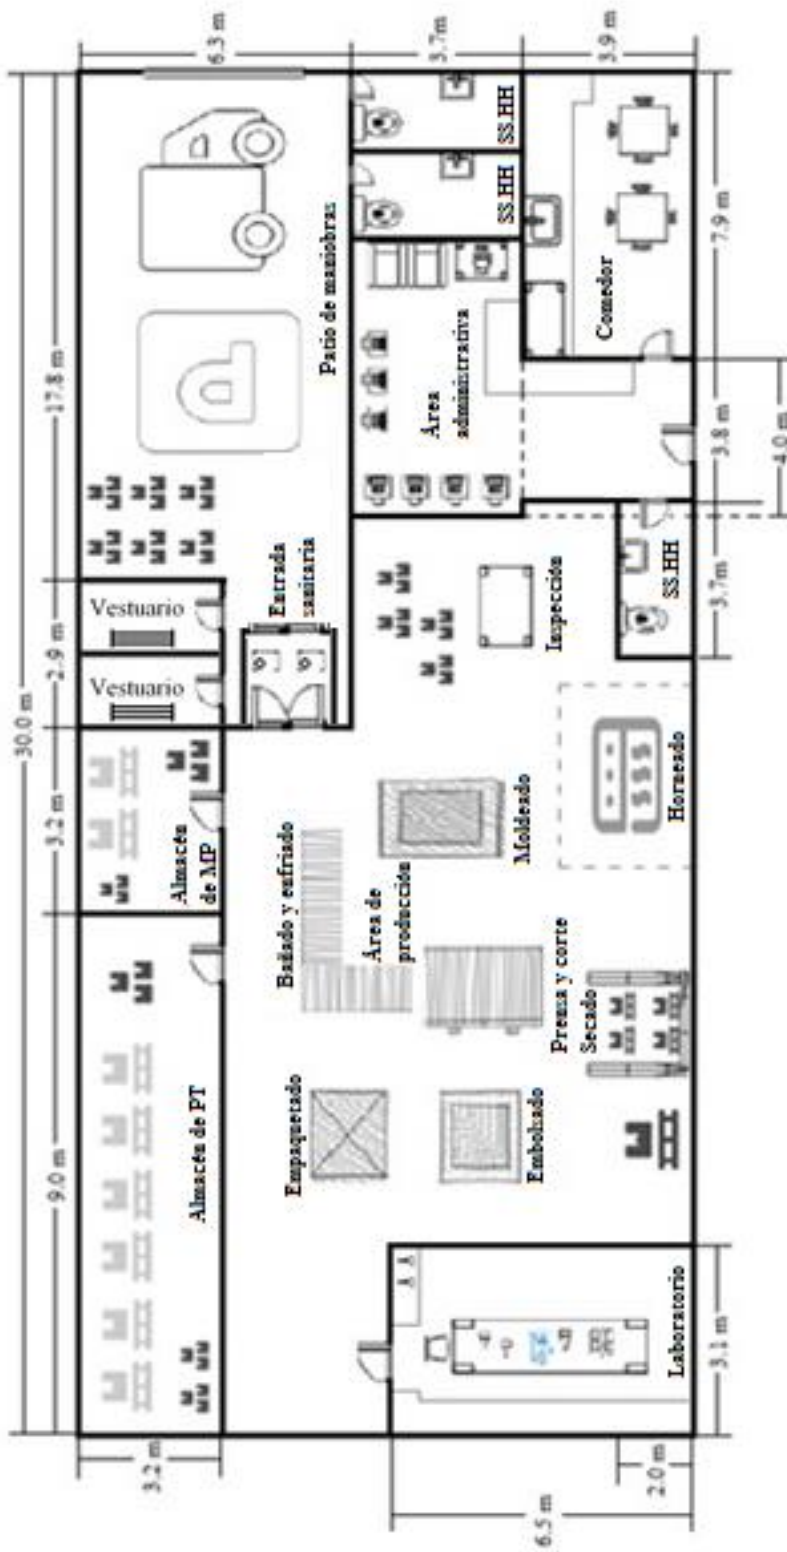 30.0 m
9.0 m
3.2 m
2.9 m
17.8 m
3.2 m
6.3 m
Almacén de PT
Almacén
de MP
Vestuario
Vestuario
Entrada
sanitaria
Patio de maniobras
Bañado y enfriado
Área de
producción
Empaquetado
Embolsado
Prensa y corte
Secado
Moldeado
Horneado
Inspección
Área
administrativa
SS.HH
SS.HH
3.7m
SS.HH
Comedor
3.9 m
Laboratorio
6.5 m
2.0 m
3.1 m
3.7m
3.8 m
7.9 m
4.0 m